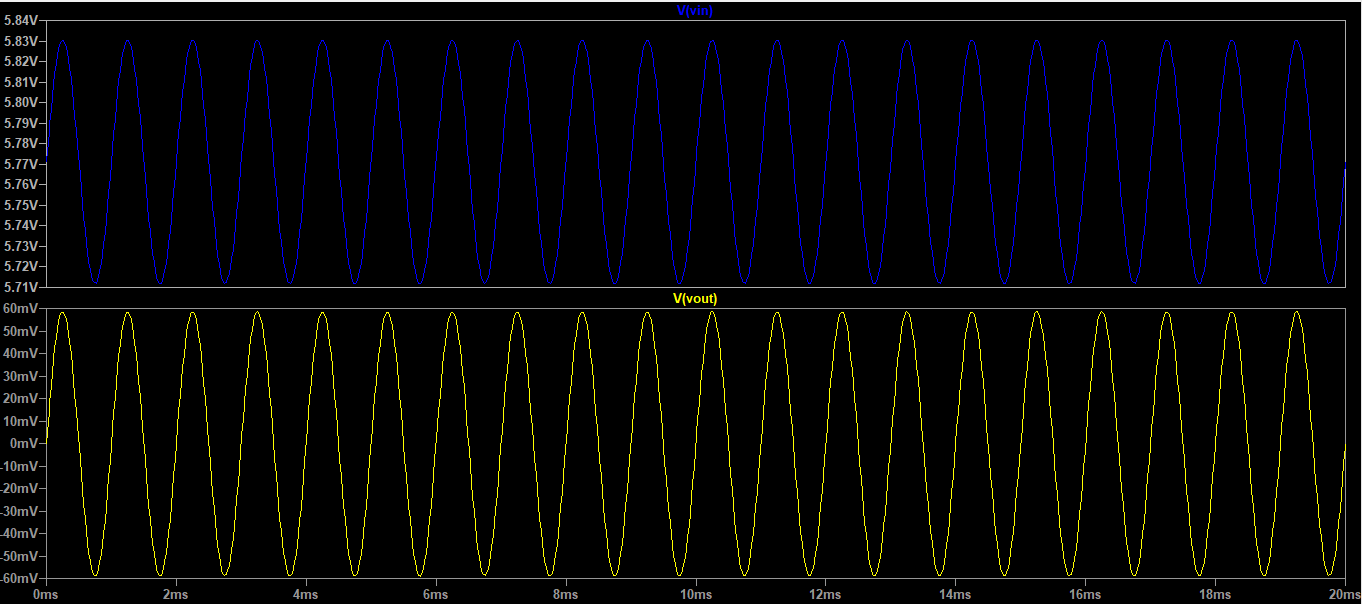 V(vin)
5.84V
5.83V
5.82V
5.81V
5.80V
5.79V
5.78V
5.77V
5.76V
5.75V
5.74V
5.73V
5.72V
5.71V
V(vout)
60mV
50mV
40mV
30mV
20mV
10mV
0mV
-10mV
-20mV
-30mV
-40mV
-50mV
-60mV
0ms 2ms 4ms 6ms 8ms 10ms 12ms 14ms 16ms 18ms 20ms